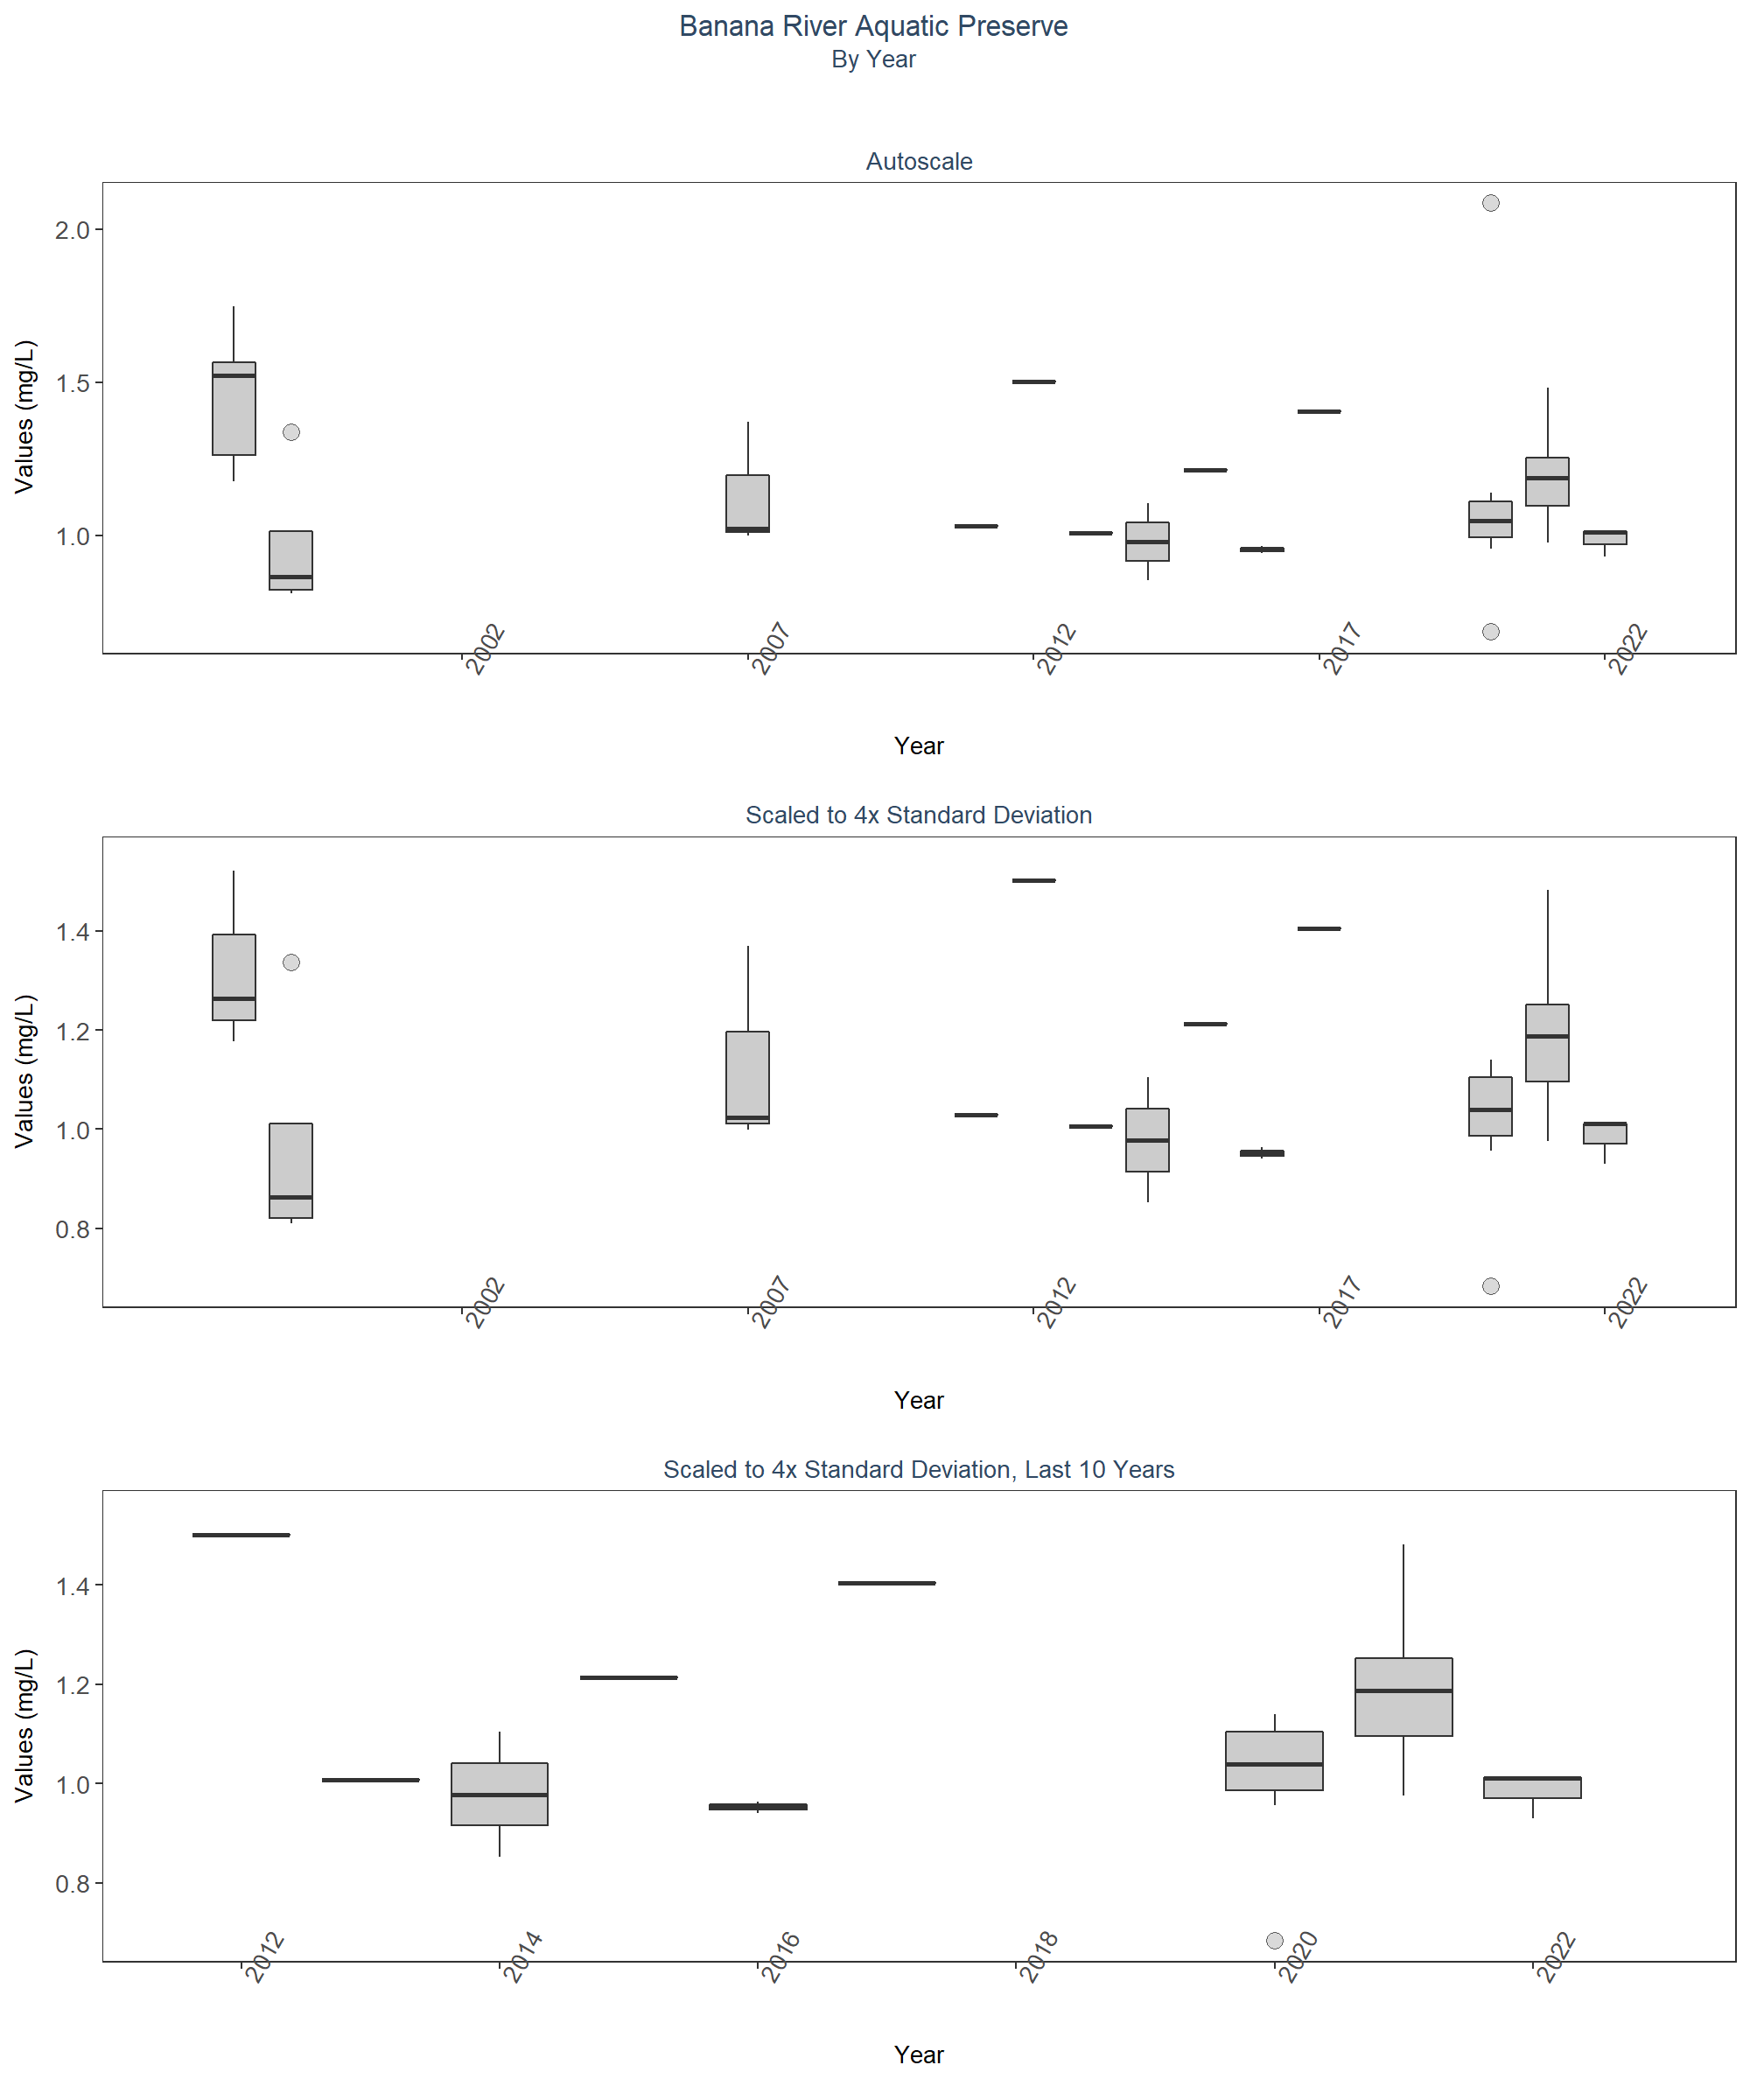 Banana River Aquatic Preserve
By Year
Autoscale
Values (mg/L)
2.0
1.5
1.0
2002
2007
2012
2017
2022
Year
Scaled to 4x Standard Deviation
Values (mg/L)
1.4
1.2
1.0
0.8
2002
2007
2012
2017
2022
Year
Scaled to 4x Standard Deviation, Last 10 Years
Values (mg/L)
1.4
1.2
1.0
0.8
2012
2014
2016
2018
2020
2022
Year